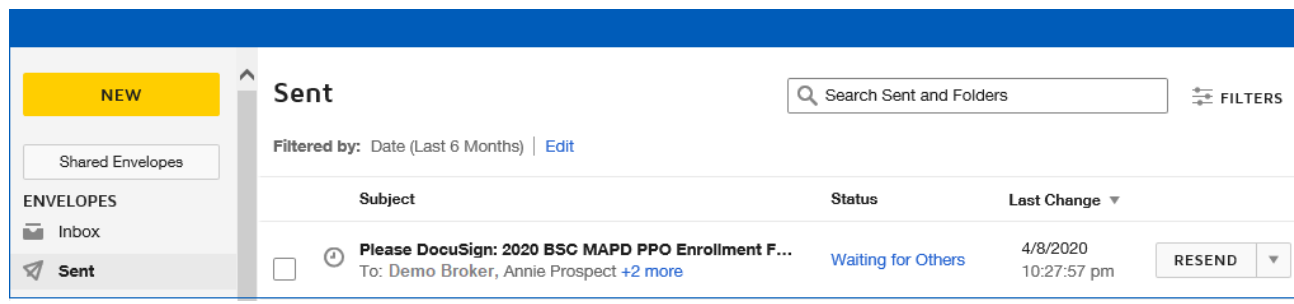 NEW
Shared Envelopes
ENVELOPES
Inbox
Sent
Sent
Search Sent and Folders
FILTERS
Filtered by: Date (Last 6 Months) | Edit
Subject Status Last Change
Please DocuSign: 2020 BSC MAPD PPO Enrollment F... Waiting for Others 4/8/2020 RESEND
To: Demo Broker, Annie Prospect +2 more 10:27:57 pm